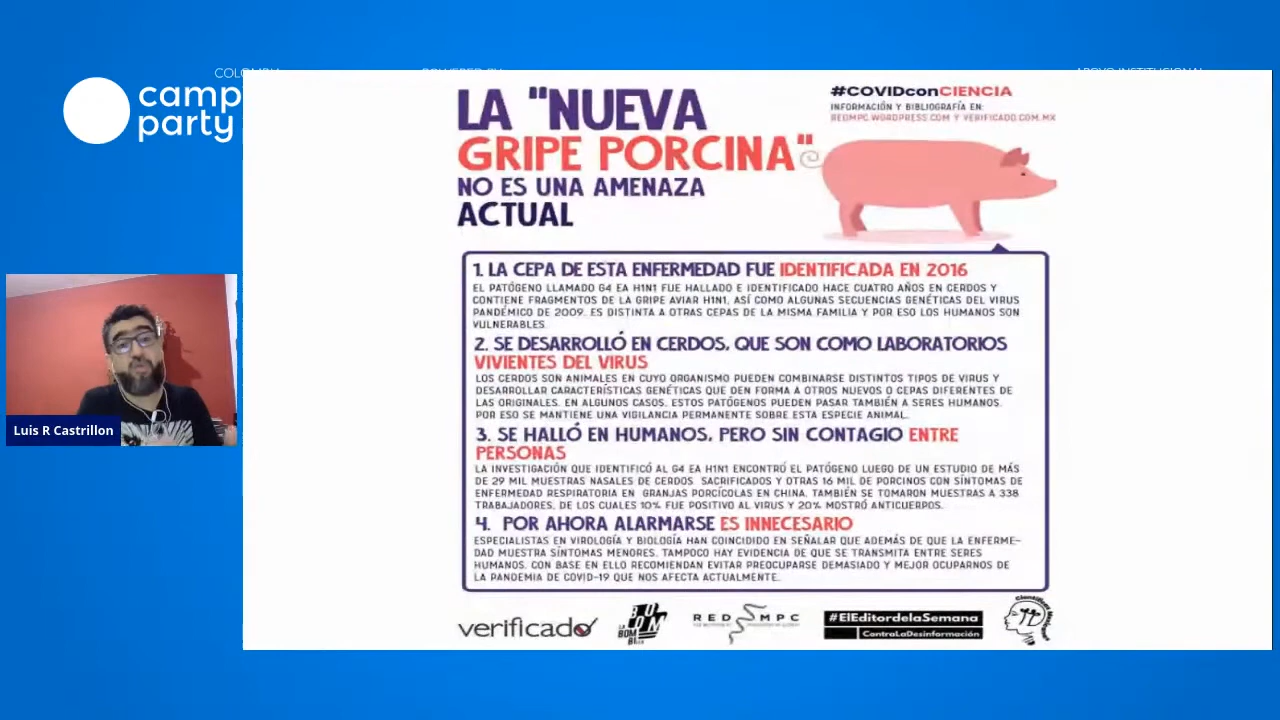 camp
party
LA "NUEVA
GRIPE PORCINA"
NO ES UNA AMENAZA
ACTUAL
#COVIDconCIENCIA
INFORMACIÓN Y BIBLIOGRAFÍA EN:
REDMPC.WORDPRESS.COM Y VERIFICADO.COM.MX
1. LA CEPA DE ESTA ENFERMEDAD FUE IDENTIFICADA EN 2016
EL PATÓGENO LLAMADO G4 EA H1N1 FUE HALLADO E IDENTIFICADO HACE CUATRO AÑOS EN CERDOS Y
CONTIENE FRAGMENTOS DE LA GRIPE AVIAR H1N1, ASÍ COMO ALGUNAS SECUENCIAS GENÉTICAS DEL VIRUS
PANDÉMICO DE 2009. ES DISTINTA A OTRAS CEPAS DE LA MISMA FAMILIA Y POR ESO LOS HUMANOS SON
VULNERABLES.
2. SE DESARROLLÓ EN CERDOS, QUE SON COMO LABORATORIOS
VIVIENTES DEL VIRUS
LOS CERDOS SON ANIMALES EN CUYO ORGANISMO PUEDEN COMBINARSE DISTINTOS TIPOS DE VIRUS Y
DESARROLLAR CARACTERÍSTICAS GENÉTICAS QUE DEN FORMA A OTROS NUEVOS O CEPAS DIFERENTES DE
LAS ORIGINALES. EN ALGUNOS CASOS, ESTOS PATÓGENOS PUEDEN PASAR TAMBIÉN A SERES HUMANOS.
POR ESO SE MANTIENE UNA VIGILANCIA PERMANENTE SOBRE ESTA ESPECIE ANIMAL.
3. SE HALLÓ EN HUMANOS, PERO SIN CONTAGIO ENTRE
PERSONAS
LA INVESTIGACIÓN QUE IDENTIFICÓ AL G4 EA H1N1 ENCONTRÓ EL PATÓGENO LUEGO DE UN ESTUDIO DE MÁS
DE 29 MIL MUESTRAS NASALES DE CERDOS SACRIFICADOS Y OTRAS 16 MIL DE PORCINOS CON SÍNTOMAS DE
ENFERMEDAD RESPIRATORIA EN GRANJAS PORCÍCOLAS EN CHINA. TAMBIÉN SE TOMARON MUESTRAS A 338
TRABAJADORES, DE LOS CUALES 10% FUE POSITIVO AL VIRUS Y 20% MOSTRÓ ANTICUERPOS.
4. POR AHORA ALARMARSE ES INNECESARIO
ESPECIALISTAS EN VIROLOGÍA Y BIOLOGÍA HAN COINCIDIDO EN SEÑALAR QUE ADEMÁS DE QUE LA ENFERME-
DAD MUESTRA SÍNTOMAS MENORES, TAMPOCO HAY EVIDENCIA DE QUE SE TRANSMITA ENTRE SERES
HUMANOS. CON BASE EN ELLO RECOMIENDAN EVITAR PREOCUPARSE DEMASIADO Y MEJOR OCUPARNOS DE
LA PANDEMIA DE COVID-19 QUE NOS AFECTA ACTUALMENTE.
verificado
RED MPC
#ElEditordelaSemana
ContraLaDesinformación
Luis R Castrillon